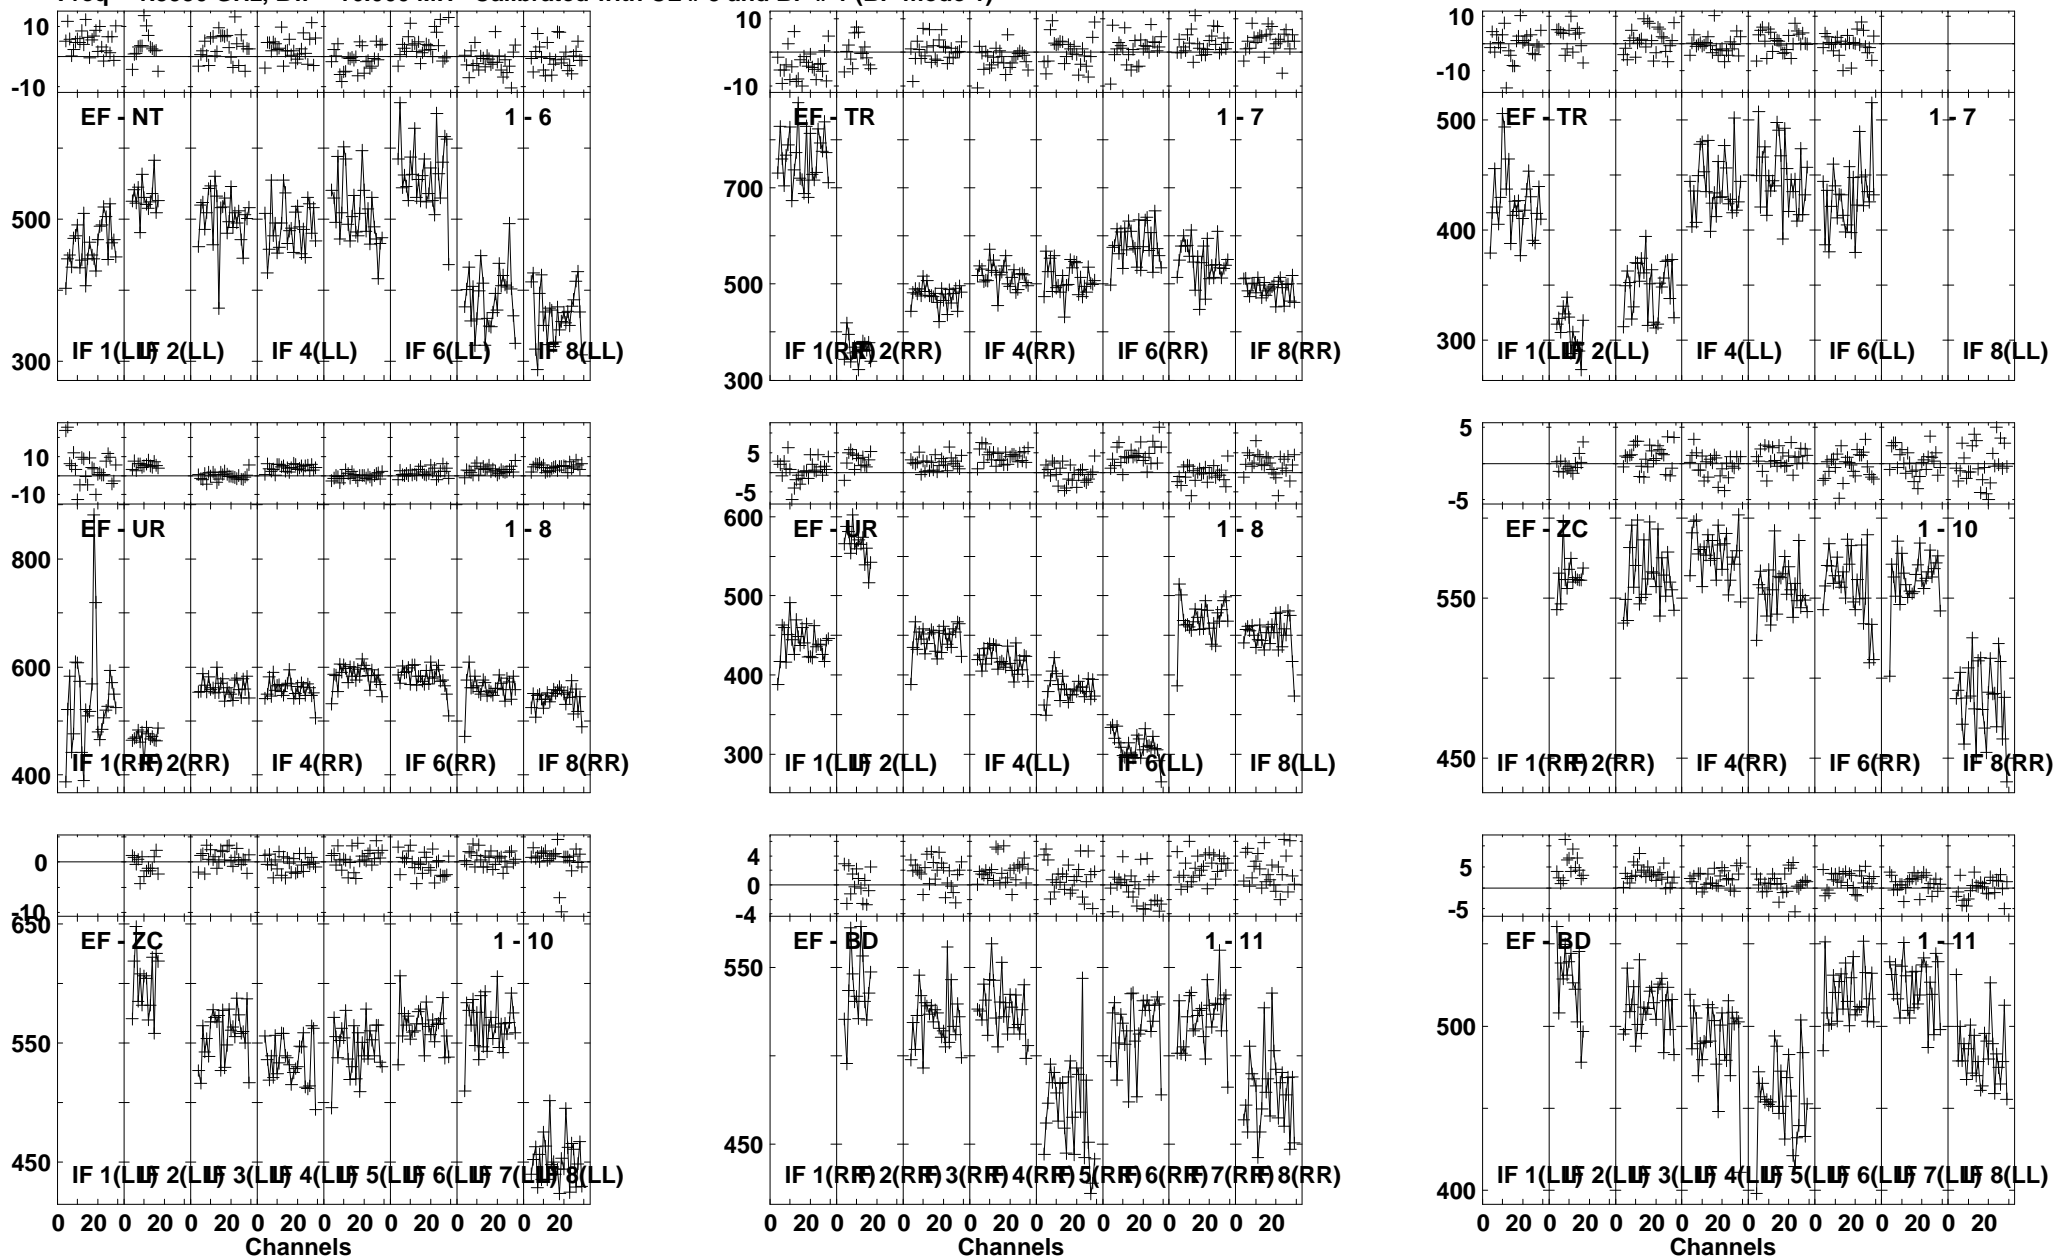 10
-10
EF - NT
1 - 6
500
300
IF 1(LL) IF 2(LL) IF 4(LL) IF 6(LL) IF 8(LL)
10
-10
EF - TR
1 - 7
700
500
300
IF 1(RR) IF 2(RR) IF 4(RR) IF 6(RR) IF 8(RR)
10
-10
EF - TR
1 - 7
500
400
300
IF 1(LL) IF 2(LL) IF 4(LL) IF 6(LL) IF 8(LL)
10
-10
EF - UR
1 - 8
800
600
400
IF 1(RR) IF 2(RR) IF 4(RR) IF 6(RR) IF 8(RR)
5
-5
EF - UR
1 - 8
600
500
400
300
IF 1(LL) IF 2(LL) IF 4(LL) IF 6(LL) IF 8(LL)
5
-5
EF - ZC
1 - 10
550
450
IF 1(RR) IF 2(RR) IF 4(RR) IF 6(RR) IF 8(RR)
0
-10
EF - ZC
1 - 10
650
550
450
IF 1(LL) IF 2(LL) IF 3(LL) IF 4(LL) IF 5(LL) IF 6(LL) IF 7(LL) IF 8(LL)
0 20 0 20 0 20 0 20 0 20 0 20 0 20 0 20
Channels
4
0
-4
EF - BD
1 - 11
550
450
IF 1(RR) IF 2(RR) IF 3(RR) IF 4(RR) IF 5(RR) IF 6(RR) IF 7(RR) IF 8(RR)
0 20 0 20 0 20 0 20 0 20 0 20 0 20 0 20
Channels
5
-5
EF - BD
1 - 11
500
400
IF 1(LL) IF 2(LL) IF 3(LL) IF 4(LL) IF 5(LL) IF 6(LL) IF 7(LL) IF 8(LL)
0 20 0 20 0 20 0 20 0 20 0 20 0 20 0 20
Channels